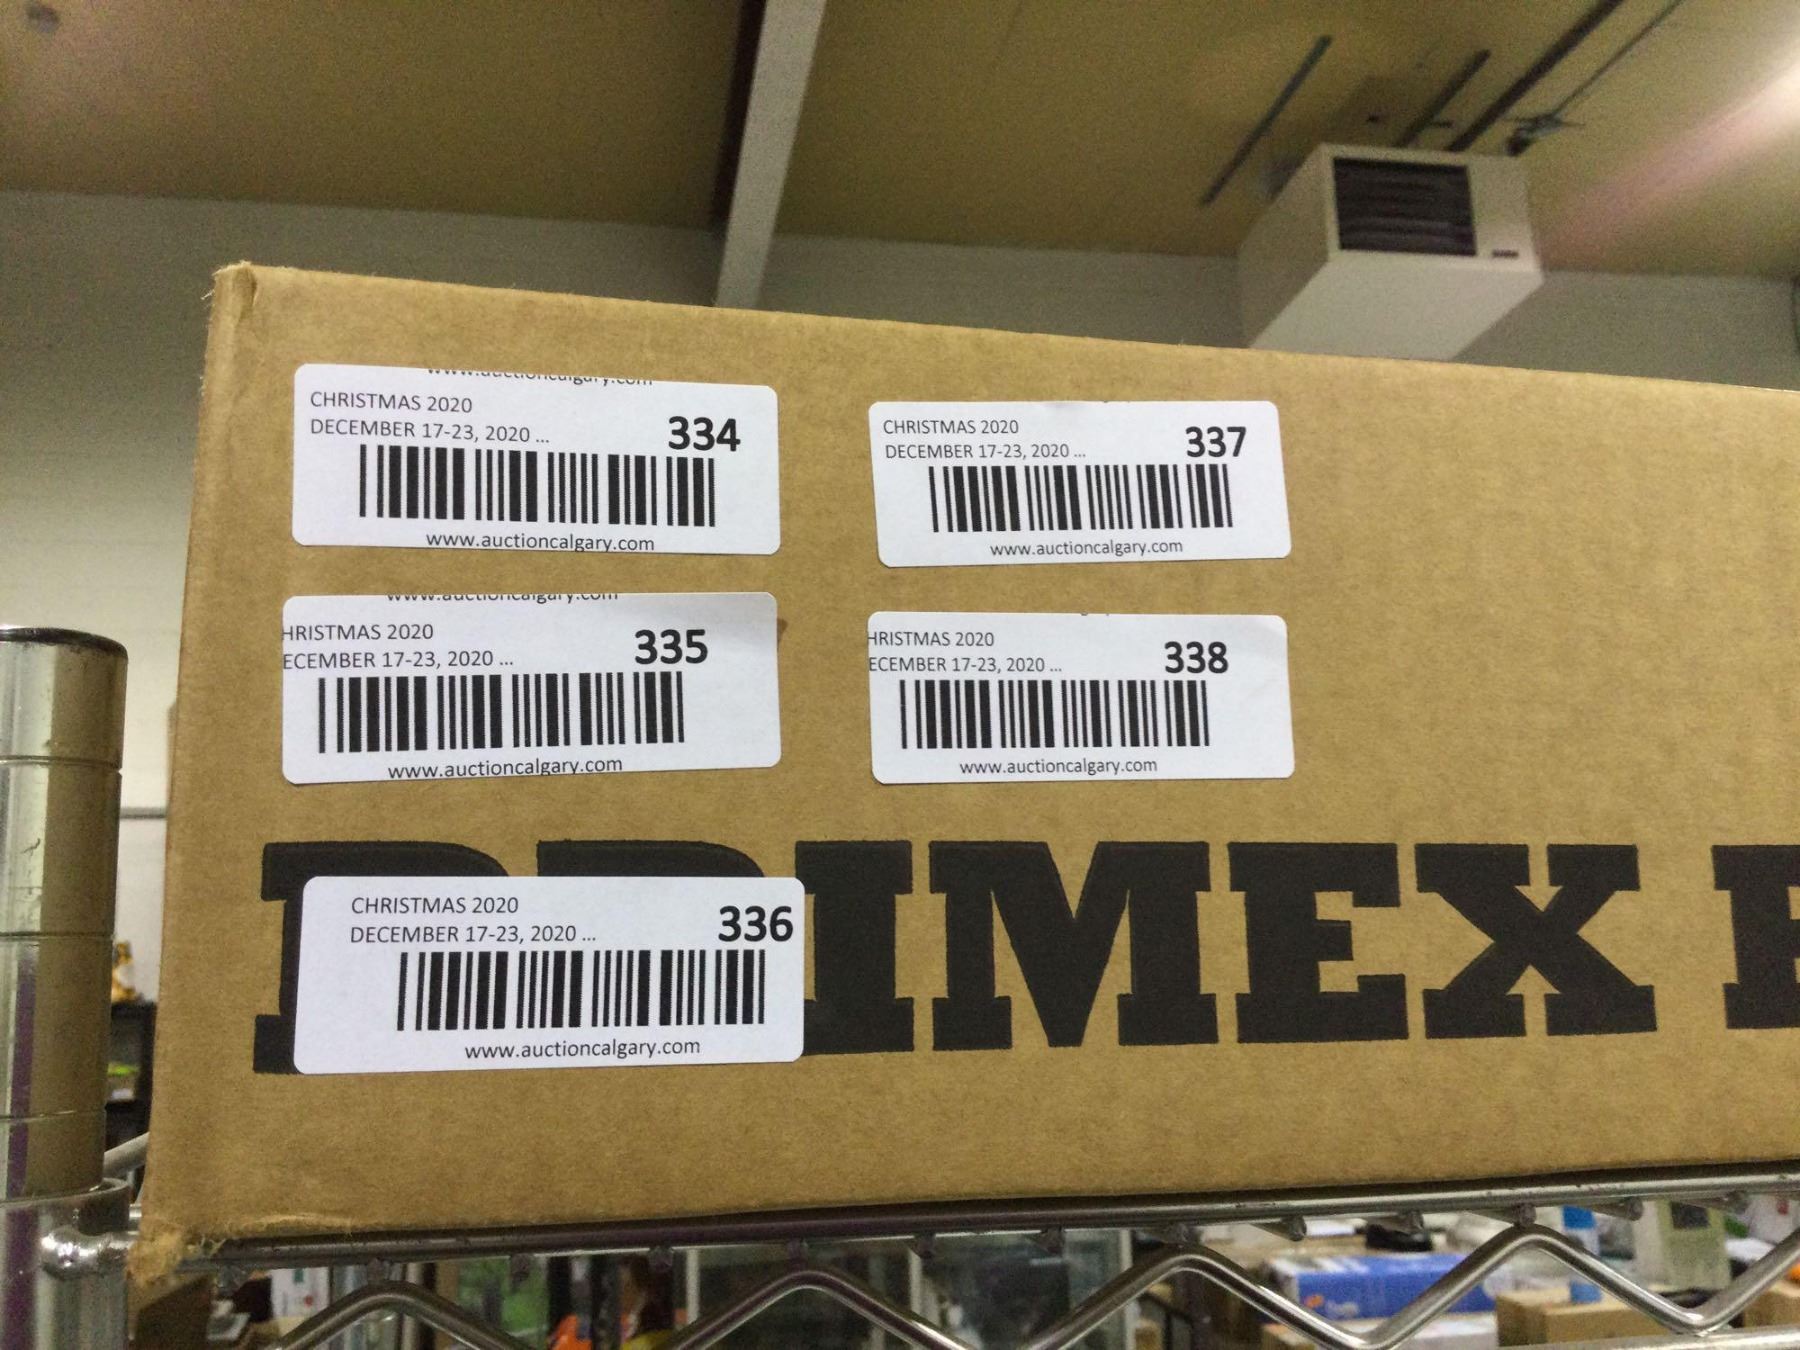 www.auctioncalgary.com
CHRISTMAS 2020
DECEMBER 17-23, 2020 ...
334
www.auctioncalgary.com
www.auctioncalgary.com
HRISTMAS 2020
ECEMBER 17-23, 2020 ...
335
www.auctioncalgary.com
CHRISTMAS 2020
DECEMBER 17-23, 2020 ...
336
www.auctioncalgary.com
CHRISTMAS 2020
DECEMBER 17-23, 2020 ...
337
www.auctioncalgary.com
HRISTMAS 2020
ECEMBER 17-23, 2020 ...
338
www.auctioncalgary.com
PRIMEX